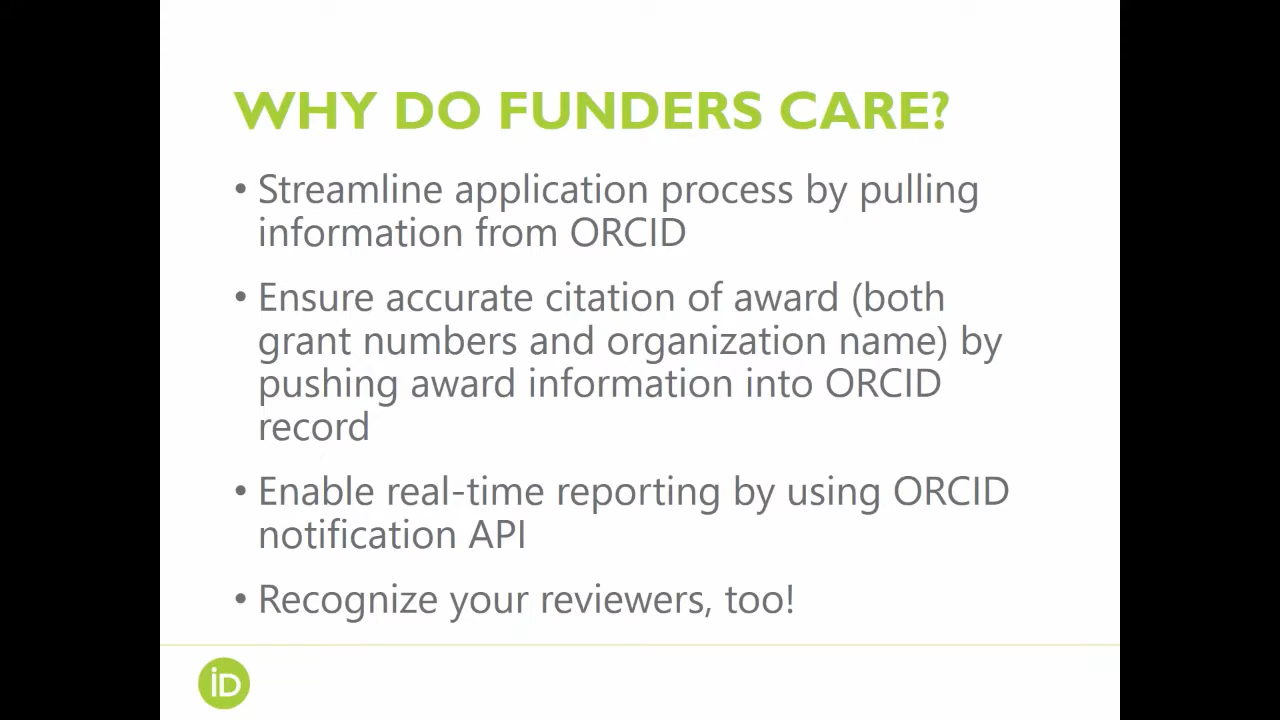 WHY DO FUNDERS CARE?
• Streamline application process by pulling
information from ORCID
• Ensure accurate citation of award (both
grant numbers and organization name) by
pushing award information into ORCID
record
• Enable real-time reporting by using ORCID
notification API
• Recognize your reviewers, too!
iD